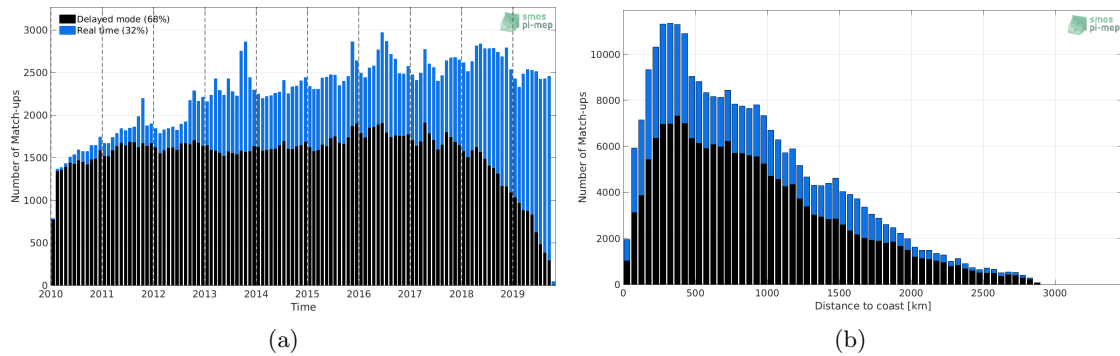 Delayed mode (68%)
Real time (32%)
smos
pi-mep
3000
2500
2000
1500
1000
500
0
Number of Match-ups
2010 2011 2012 2013 2014 2015 2016 2017 2018 2019
Time
(a)
smos
pi-mep
10000
8000
6000
4000
2000
0
Number of Match-ups
0 500 1000 1500 2000 2500 3000
Distance to coast [km]
(b)